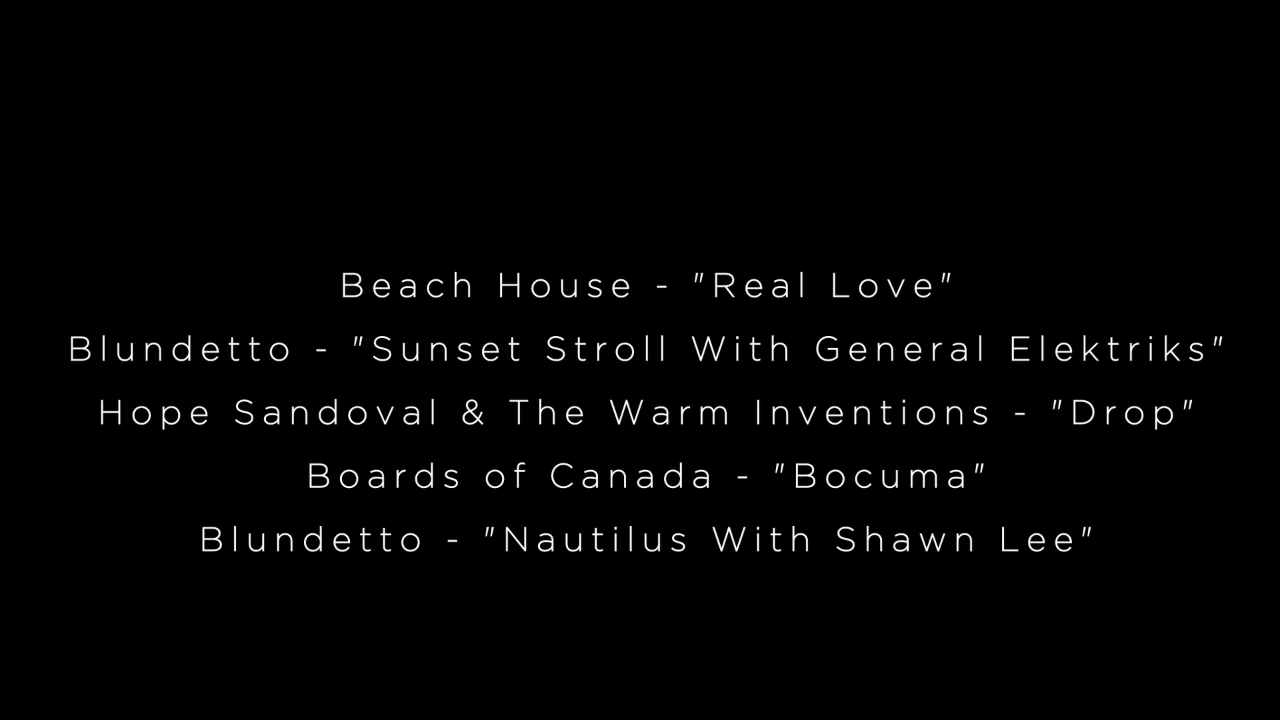 Beach House - "Real Love"
Blundetto - "Sunset Stroll With General Elektriks"
Hope Sandoval & The Warm Inventions - "Drop"
Boards of Canada - "Bocuma"
Blundetto - "Nautilus With Shawn Lee"